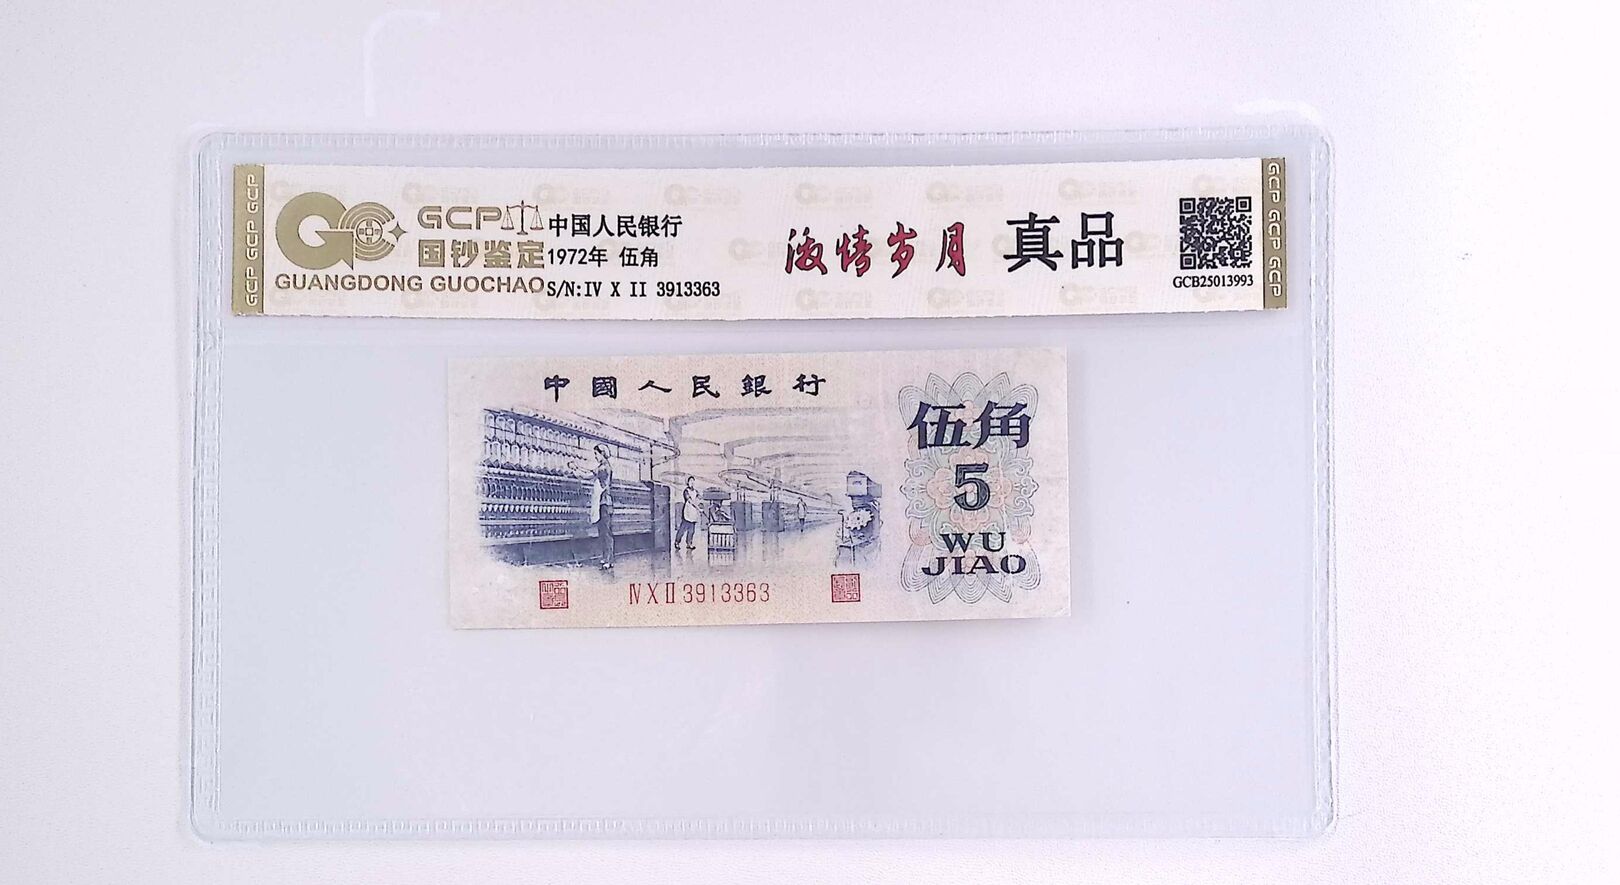 GCP GCP GCP
GCP
国钞鉴定
GUANGDONG GUOCHAO
中国人民银行
1972年 伍角
S/N:IV X II 3913363
激情岁月
真品
GCB25013993
GCP GCP GCP
中國人民銀行
伍角
5
WU
JIAO
ⅣⅩⅡ3913363